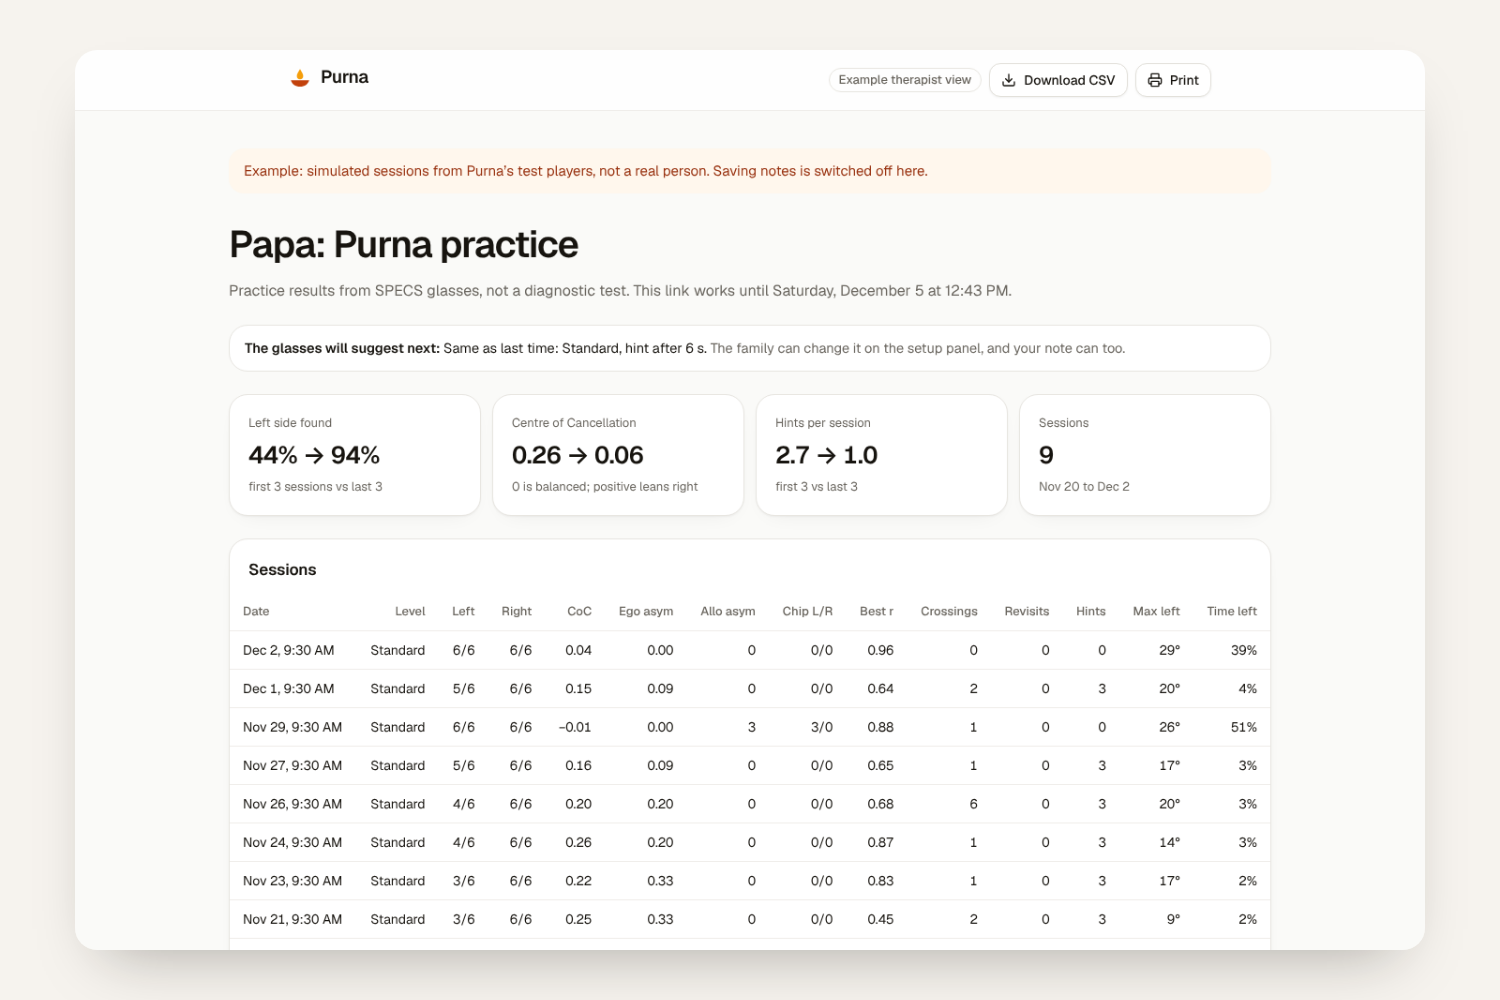 Purna
Example therapist view
Download CSV
Print
Example: simulated sessions from Purna's test players, not a real person. Saving notes is switched off here.
Papa: Purna practice
Practice results from SPECS glasses, not a diagnostic test. This link works until Saturday, December 5 at 12:43 PM.
The glasses will suggest next: Same as last time: Standard, hint after 6 s. The family can change it on the setup panel, and your note can too.
Left side found
44% → 94%
first 3 sessions vs last 3
Centre of Cancellation
0.26 → 0.06
0 is balanced; positive leans right
Hints per session
2.7 → 1.0
first 3 vs last 3
Sessions
9
Nov 20 to Dec 2
Sessions
Date Level Left Right CoC Ego asym Allo asym Chip L/R Best r Crossings Revisits Hints Max left Time left
Dec 2, 9:30 AM Standard 6/6 6/6 0.04 0.00 0 0/0 0.96 0 0 0 29° 39%
Dec 1, 9:30 AM Standard 5/6 6/6 0.15 0.09 0 0/0 0.64 2 0 3 20° 4%
Nov 29, 9:30 AM Standard 6/6 6/6 −0.01 0.00 3 3/0 0.88 1 0 0 26° 51%
Nov 27, 9:30 AM Standard 5/6 6/6 0.16 0.09 0 0/0 0.65 1 0 3 17° 3%
Nov 26, 9:30 AM Standard 4/6 6/6 0.20 0.20 0 0/0 0.68 6 0 3 20° 3%
Nov 24, 9:30 AM Standard 4/6 6/6 0.26 0.20 0 0/0 0.87 1 0 3 14° 3%
Nov 23, 9:30 AM Standard 3/6 6/6 0.22 0.33 0 0/0 0.83 1 0 3 17° 2%
Nov 21, 9:30 AM Standard 3/6 6/6 0.25 0.33 0 0/0 0.45 2 0 3 9° 2%